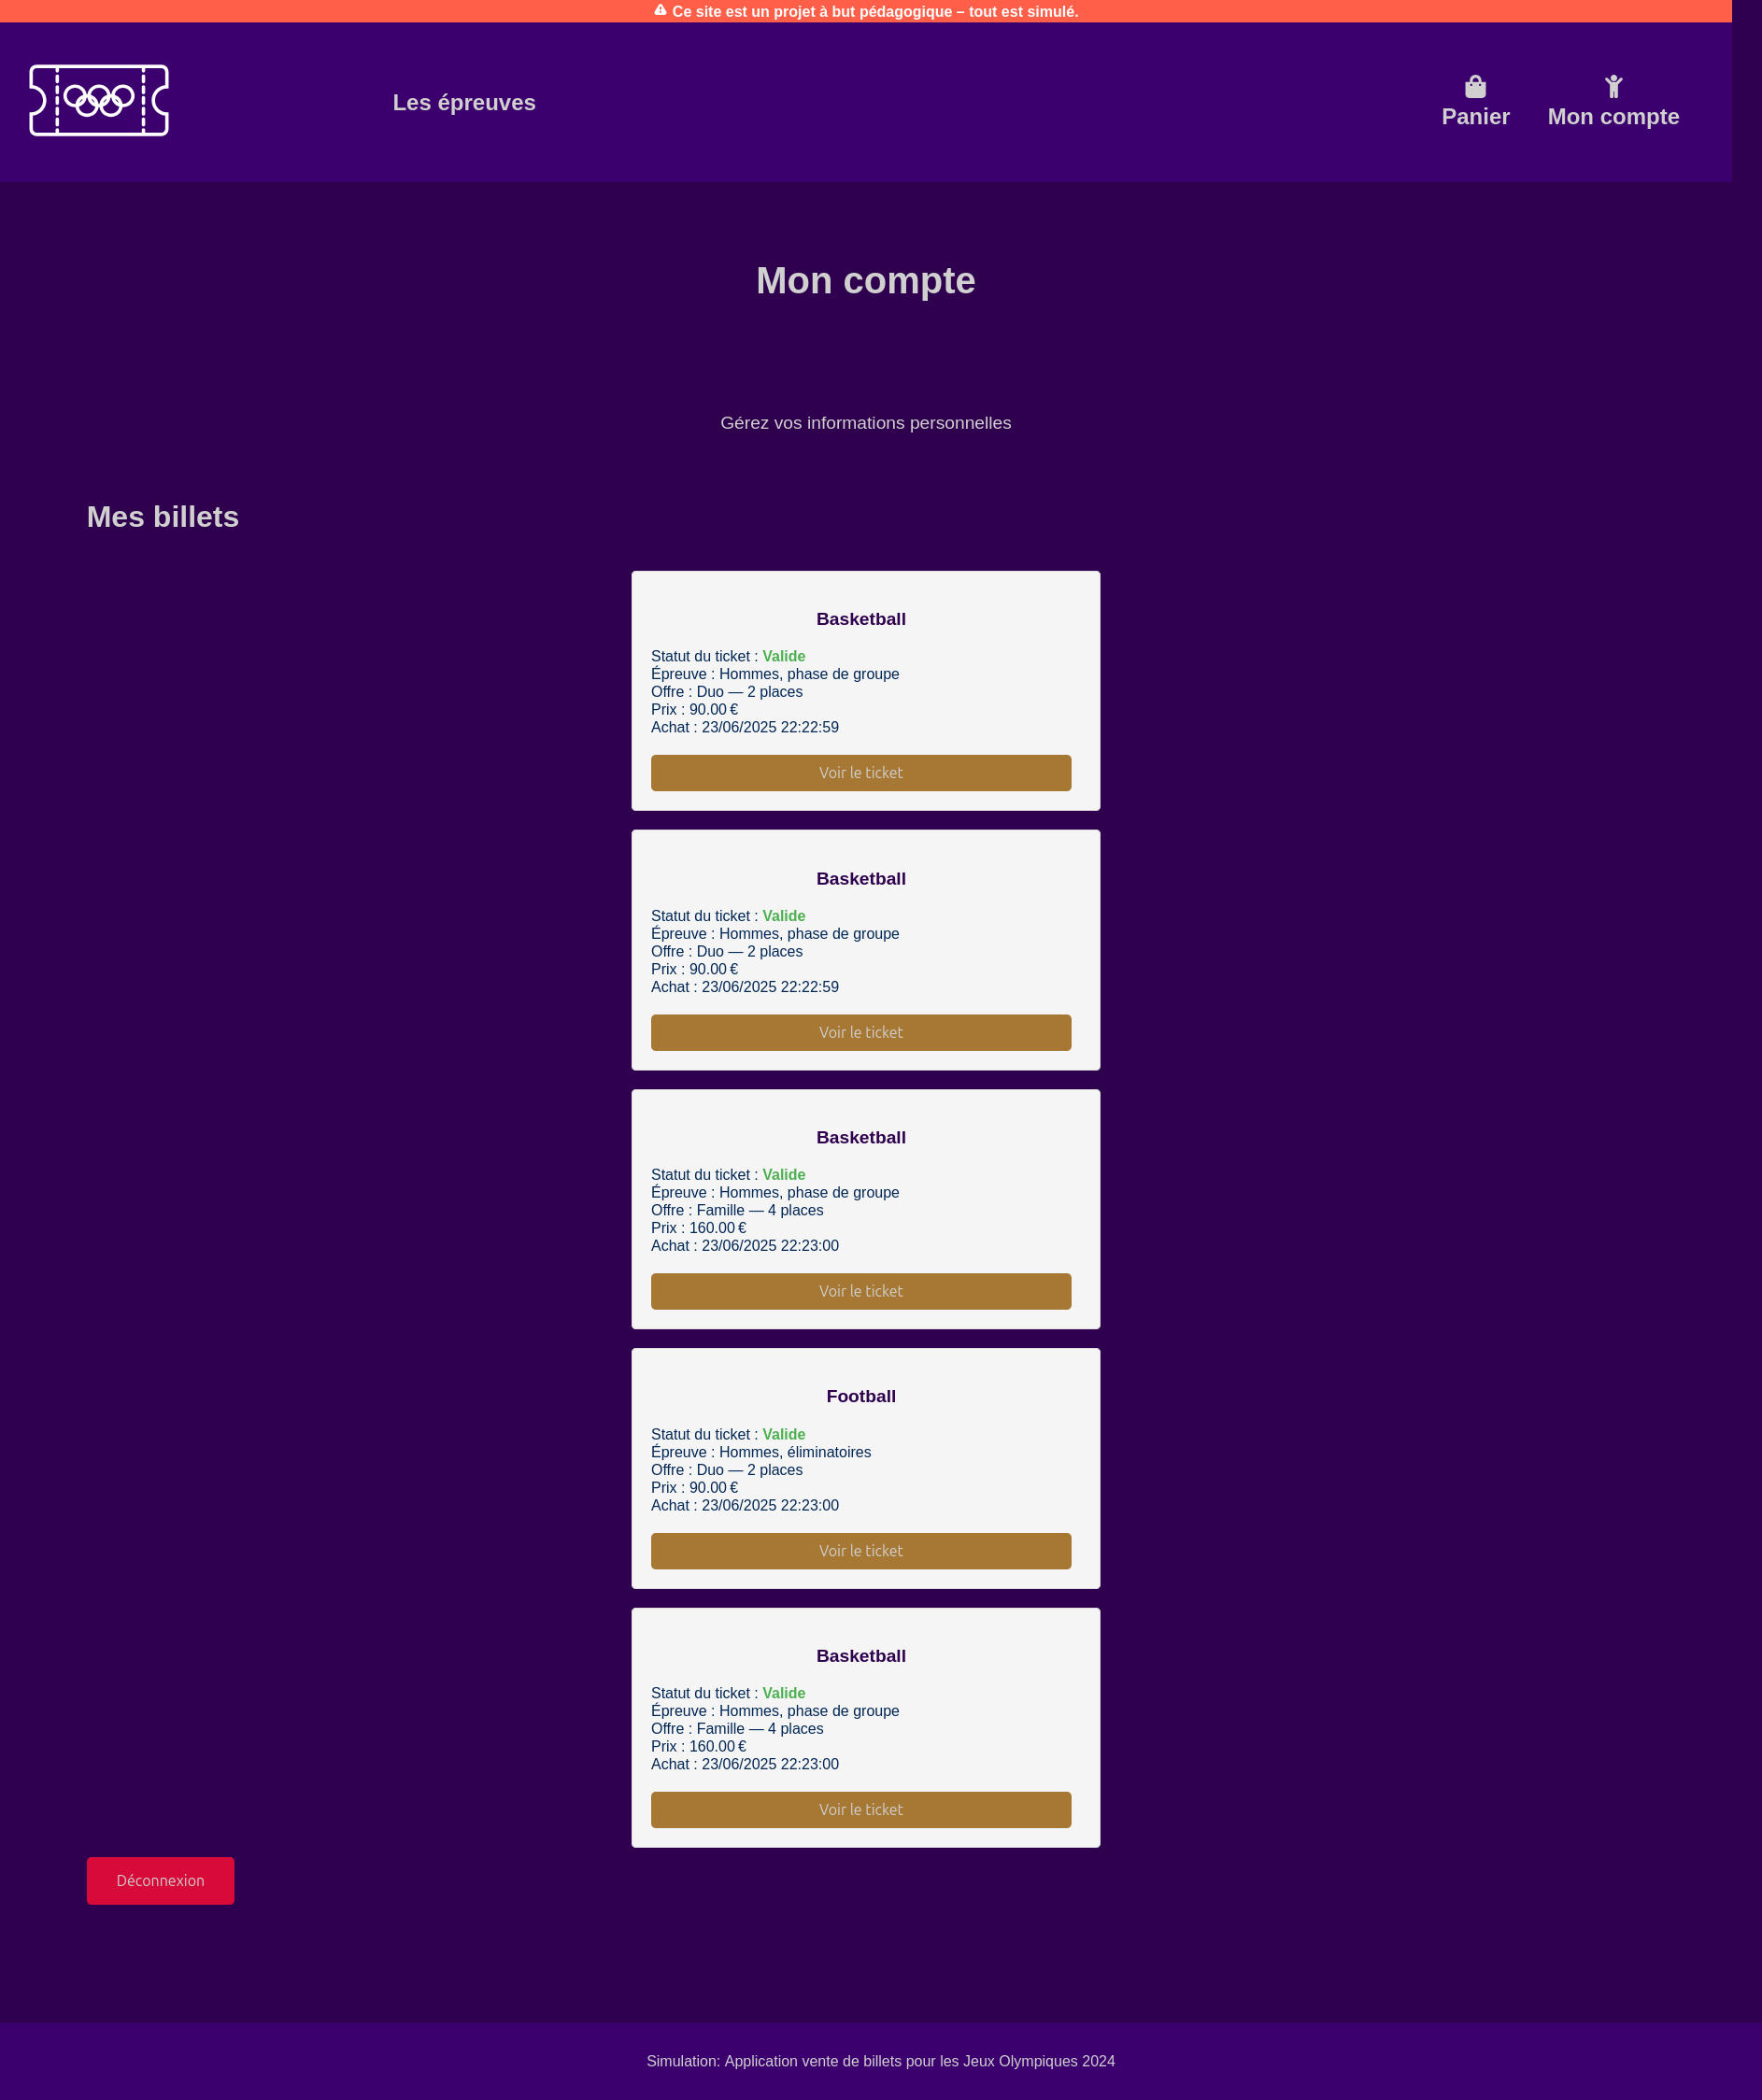 Ce site est un projet à but pédagogique – tout est simulé.
Les épreuves
Panier
Mon compte
Mon compte
Gérez vos informations personnelles
Mes billets
Basketball
Statut du ticket : Valide
Épreuve : Hommes, phase de groupe
Offre : Duo — 2 places
Prix : 90.00 €
Achat : 23/06/2025 22:22:59
Voir le ticket
Basketball
Statut du ticket : Valide
Épreuve : Hommes, phase de groupe
Offre : Duo — 2 places
Prix : 90.00 €
Achat : 23/06/2025 22:22:59
Voir le ticket
Basketball
Statut du ticket : Valide
Épreuve : Hommes, phase de groupe
Offre : Famille — 4 places
Prix : 160.00 €
Achat : 23/06/2025 22:23:00
Voir le ticket
Football
Statut du ticket : Valide
Épreuve : Hommes, éliminatoires
Offre : Duo — 2 places
Prix : 90.00 €
Achat : 23/06/2025 22:23:00
Voir le ticket
Basketball
Statut du ticket : Valide
Épreuve : Hommes, phase de groupe
Offre : Famille — 4 places
Prix : 160.00 €
Achat : 23/06/2025 22:23:00
Voir le ticket
Déconnexion
Simulation: Application vente de billets pour les Jeux Olympiques 2024